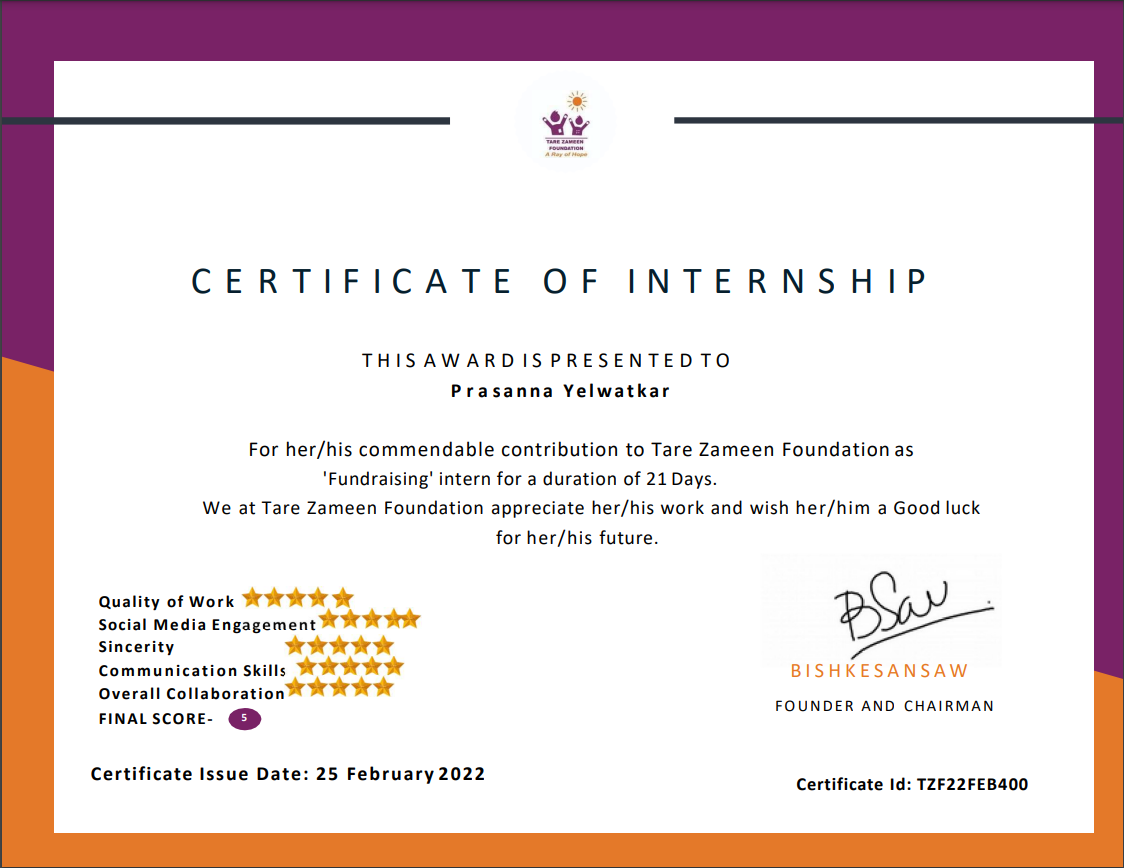 TARE ZAMEEN
FOUNDATION
A Ray of Hope
CERTIFICATE OF INTERNSHIP
THIS AWARD IS PRESENTED TO
Prasanna Yelwatkar
For her/his commendable contribution to Tare Zameen Foundation as
'Fundraising' intern for a duration of 21 Days.
We at Tare Zameen Foundation appreciate her/his work and wish her/him a Good luck
for her/his future.
Quality of Work
Social Media Engagement
Sincerity
Communication Skills
Overall Collaboration
FINAL SCORE- 5
BSaw
BISHKESANSAW
FOUNDER AND CHAIRMAN
Certificate Issue Date: 25 February 2022
Certificate Id: TZF22FEB400